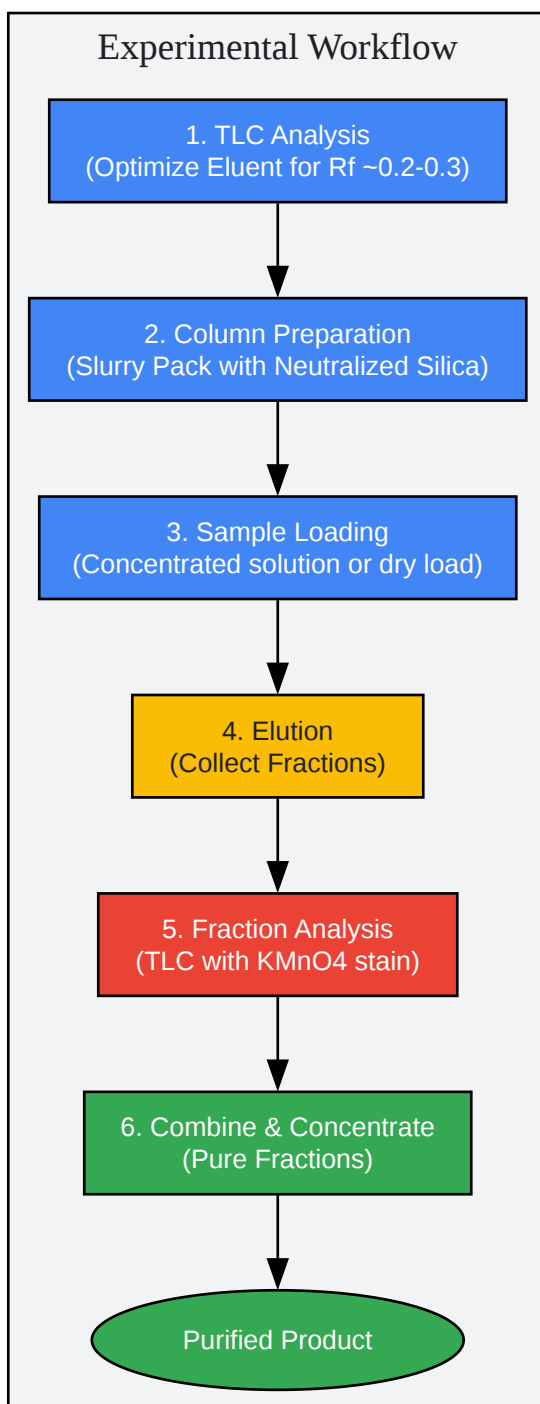 Experimental Workflow
1. TLC Analysis
(Optimize Eluent for Rf ~0.2-0.3)
2. Column Preparation
(Slurry Pack with Neutralized Silica)
3. Sample Loading
(Concentrated solution or dry load)
4. Elution
(Collect Fractions)
5. Fraction Analysis
(TLC with KMnO4 stain)
6. Combine & Concentrate
(Pure Fractions)
Purified Product